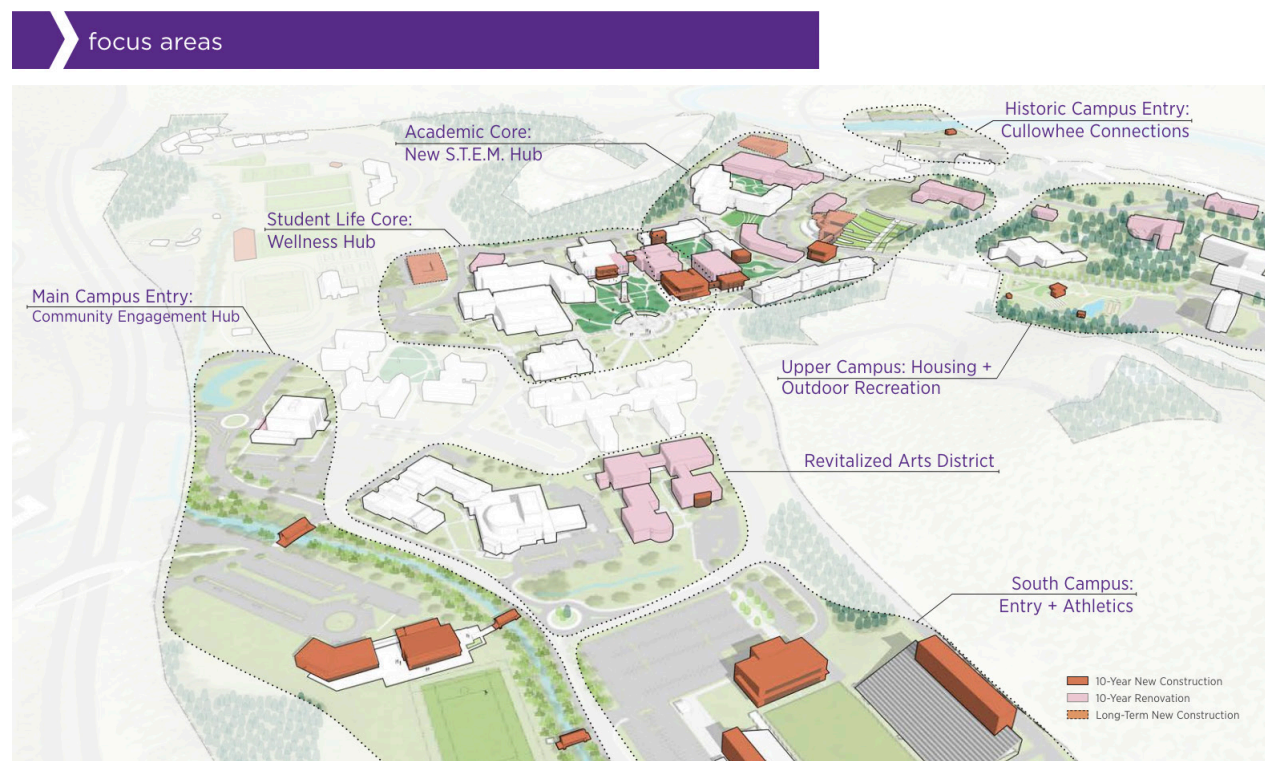 focus areas
Historic Campus Entry:
Cullowhee Connections
Academic Core:
New S.T.E.M. Hub
Student Life Core:
Wellness Hub
Main Campus Entry:
Community Engagement Hub
Upper Campus: Housing +
Outdoor Recreation
Revitalized Arts District
South Campus:
Entry + Athletics
10-Year New Construction
10-Year Renovation
Long-Term New Construction